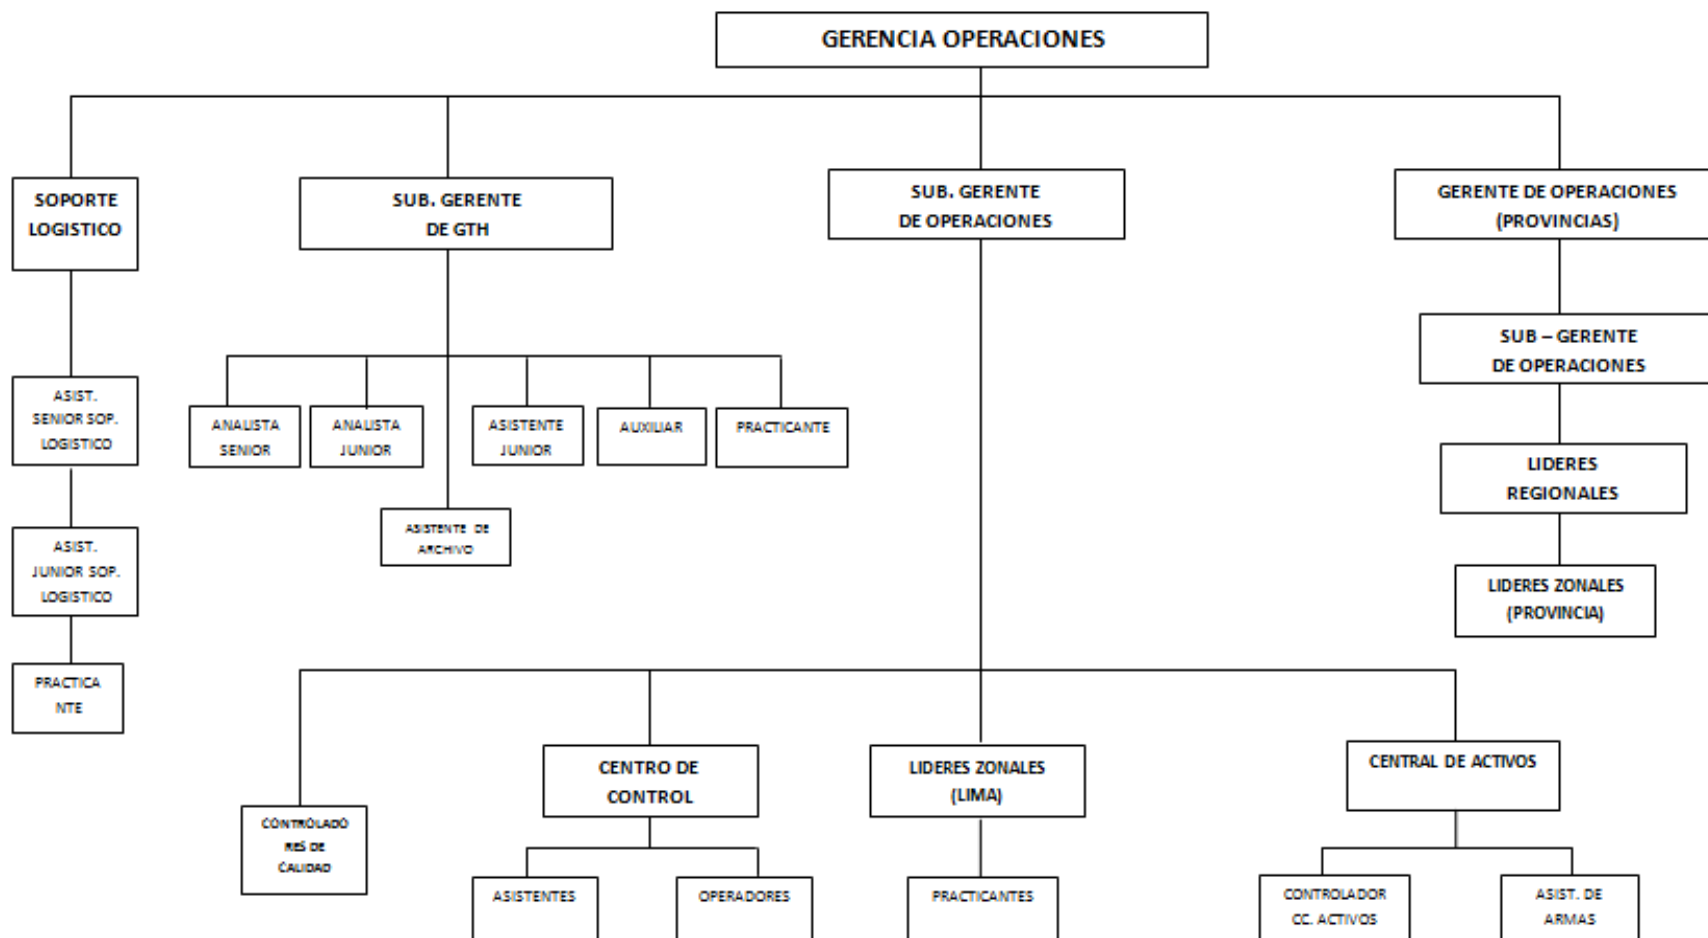 GERENCIA OPERACIONES
SOPORTE
LOGISTICO
SUB. GERENTE
DE GTH
SUB. GERENTE
DE OPERACIONES
GERENTE DE OPERACIONES
(PROVINCIAS)
SUB – GERENTE
DE OPERACIONES
ASIST.
SENIOR SOP.
LOGISTICO
ANALISTA
SENIOR
ANALISTA
JUNIOR
ASISTENTE
JUNIOR
AUXILIAR
PRACTICANTE
LIDERES
REGIONALES
ASISTENTE DE
ARCHIVO
ASIST.
JUNIOR SOP.
LOGISTICO
LIDERES ZONALES
(PROVINCIA)
PRACTICA
NTE
CENTRO DE
CONTROL
LIDERES ZONALES
(LIMA)
CENTRAL DE ACTIVOS
CONTROLADO
RES DE
CALIDAD
ASISTENTES
OPERADORES
PRACTICANTES
CONTROLADOR
CC. ACTIVOS
ASIST. DE
ARMAS